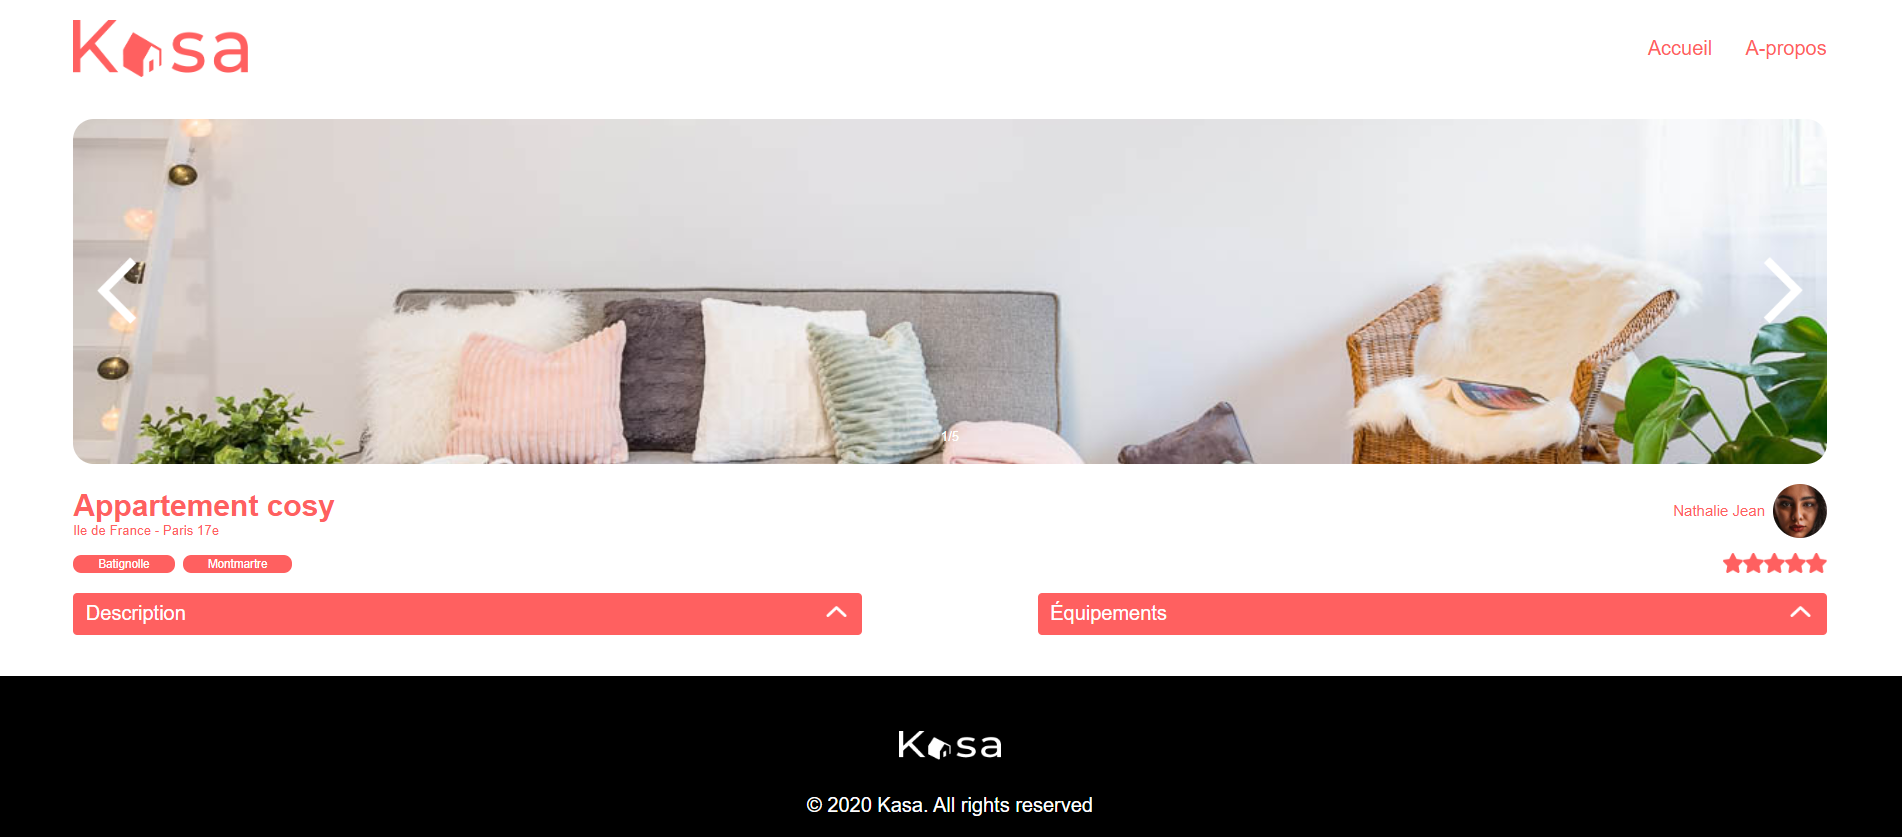 Kasa
Accueil A-propos
1/5
Appartement cosy
Ile de France - Paris 17e
Nathalie Jean
Batignolle Montmartre
Description
Équipements
Kasa
© 2020 Kasa. All rights reserved